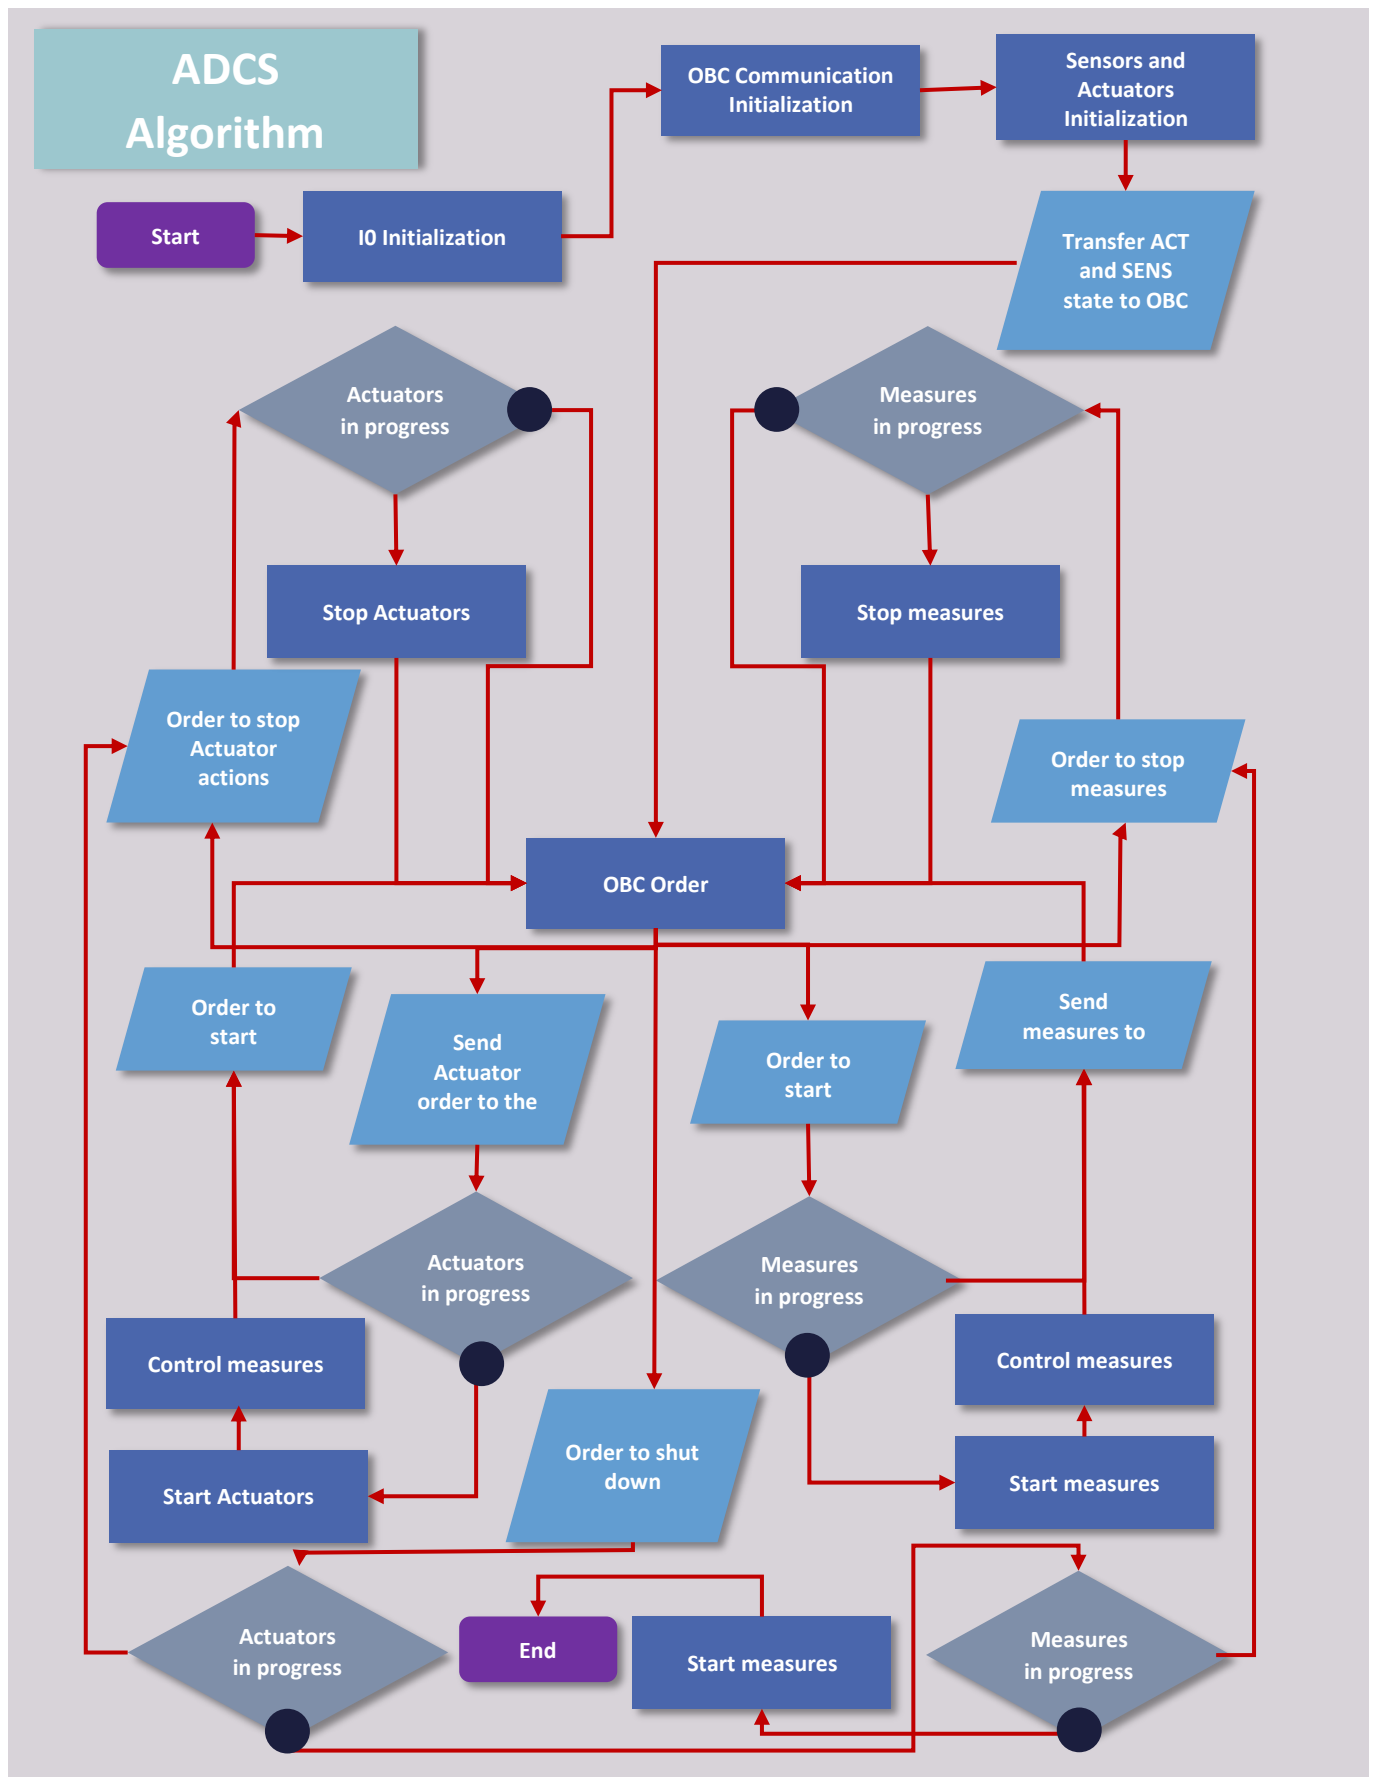 ADCS
Algorithm
OBC Communication
Initialization
Sensors and
Actuators
Initialization
Start
I0 Initialization
Transfer ACT
and SENS
state to OBC
Actuators
in progress
Measures
in progress
Stop Actuators
Stop measures
Order to stop
Actuator
actions
Order to stop
measures
OBC Order
Order to
start
Send
Actuator
order to the
Order to
start
Send
measures to
Actuators
in progress
Measures
in progress
Control measures
Control measures
Order to shut
down
Start Actuators
Start measures
Actuators
in progress
End
Start measures
Measures
in progress